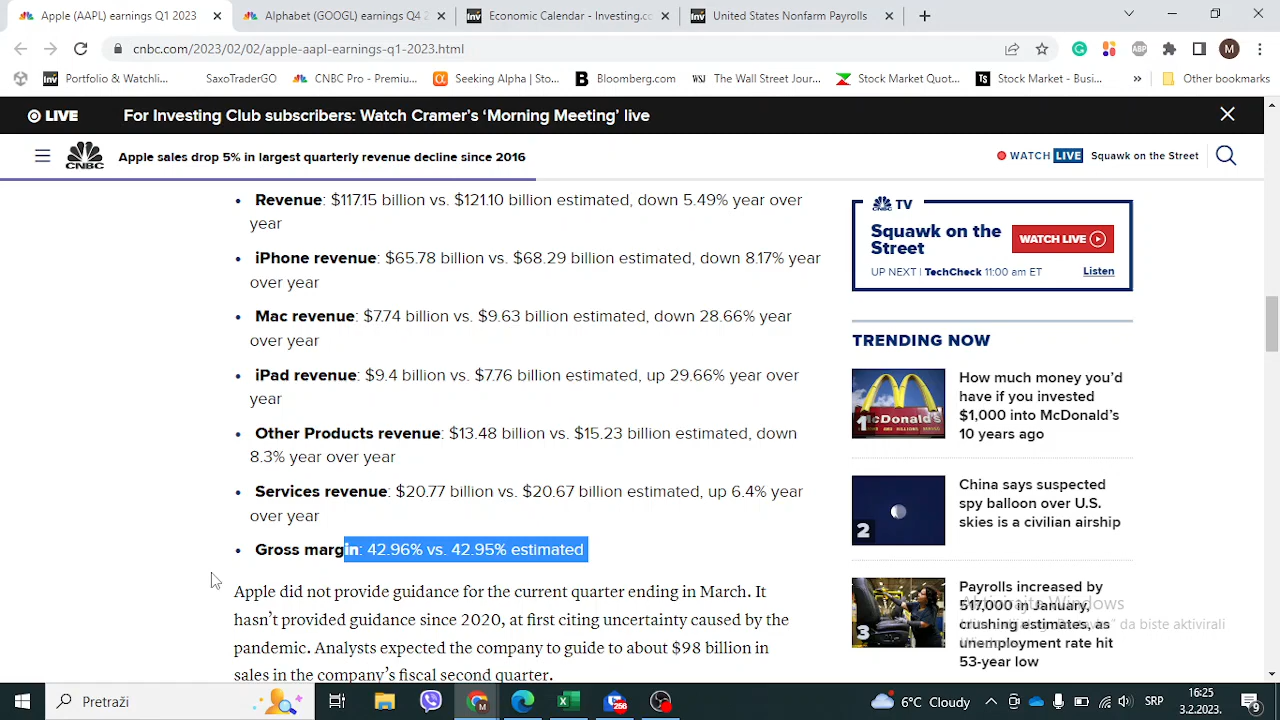 Apple (AAPL) earnings Q1 2023
Alphabet (GOOGL) earnings Q4 2
Economic Calendar - Investing.co
United States Nonfarm Payrolls
cnbc.com/2023/02/02/apple-aapl-earnings-q1-2023.html
ABP
M
Inv Portfolio & Watchli...
SaxoTraderGO
CNBC Pro - Premiu...
Seeking Alpha | Sto...
B Bloomberg.com
WSJ The Wall Street Jour...
Stock Market Quot...
TS Stock Market - Busi...
»
Other bookmarks
LIVE
For Investing Club subscribers: Watch Cramer's ‘Morning Meeting’ live
CNBC
Apple sales drop 5% in largest quarterly revenue decline since 2016
WATCH LIVE Squawk on the Street
• Revenue: $117.15 billion vs. $121.10 billion estimated, down 5.49% year over
year
• iPhone revenue: $65.78 billion vs. $68.29 billion estimated, down 8.17% year
over year
• Mac revenue: $7.74 billion vs. $9.63 billion estimated, down 28.66% year
over year
• iPad revenue: $9.4 billion vs. $7.76 billion estimated, up 29.66% year over
year
• Other Products revenue: $13.48 billion vs. $15.23 billion estimated, down
8.3% year over year
• Services revenue: $20.77 billion vs. $20.67 billion estimated, up 6.4% year
over year
• Gross margin: 42.96% vs. 42.95% estimated
Apple did not provide guidance for the current quarter ending in March. It
hasn't provided guidance since 2020, at first citing uncertainty caused by the
pandemic. Analysts expected the company to guide to about $98 billion in
sales in the company's fiscal second quarter.
TV
Squawk on the
Street
WATCH LIVE
UP NEXT | TechCheck 11:00 am ET
Listen
TRENDING NOW
1
McDonald's
How much money you'd
have if you invested
$1,000 into McDonald's
10 years ago
2
China says suspected
spy balloon over U.S.
skies is a civilian airship
3
Payrolls increased by
517,000 in January,
crushing estimates, as
unemployment rate hit
53-year low
Windows
da biste aktivirali
Pretraži
256
6°C Cloudy
SRP
16:25
3.2.2023.
9